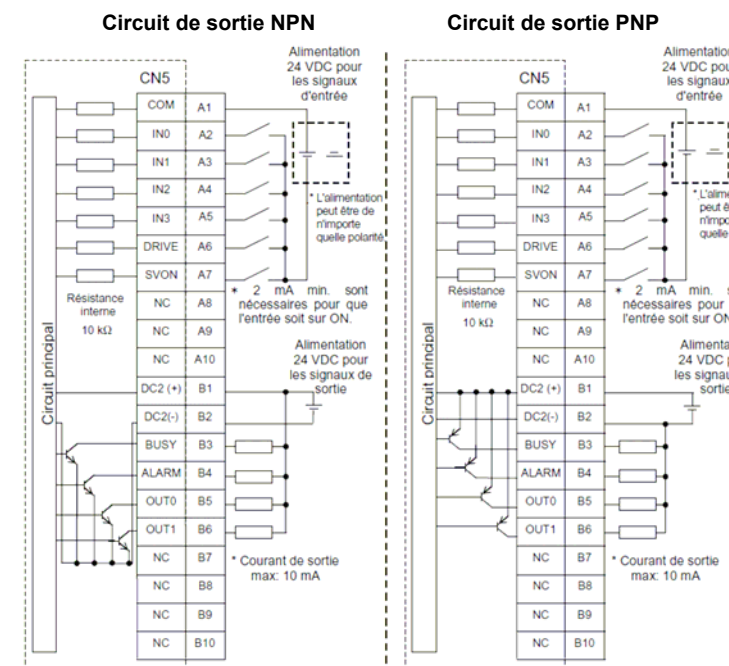 Circuit de sortie NPN
Alimentation
24 VDC pour
les signaux
d'entrée
CN5
COM A1
IN0 A2
IN1 A3
IN2 A4
IN3 A5
DRIVE A6
SVON A7
NC A8
NC A9
NC A10
DC2 (+) B1
DC2(-) B2
BUSY B3
ALARM B4
OUT0 B5
OUT1 B6
NC B7
NC B8
NC B9
NC B10
Circuit principal
Résistance
interne
10 kΩ
* L'alimentation
peut être de
n'importe
quelle polarité
* 2 mA min. sont
nécessaires pour que
l'entrée soit sur ON.
Alimentation
24 VDC pour
les signaux de
sortie
* Courant de sortie
max: 10 mA
Circuit de sortie PNP
Alimentation
24 VDC pour
les signaux
d'entrée
CN5
COM A1
IN0 A2
IN1 A3
IN2 A4
IN3 A5
DRIVE A6
SVON A7
NC A8
NC A9
NC A10
DC2 (+) B1
DC2(-) B2
BUSY B3
ALARM B4
OUT0 B5
OUT1 B6
NC B7
NC B8
NC B9
NC B10
Circuit principal
Résistance
interne
10 kΩ
peut
quelle
* 2 mA min.
nécessaires pour
l'entrée soit sur ON
24 VDC
sortie
* Courant de sortie
max: 10 mA